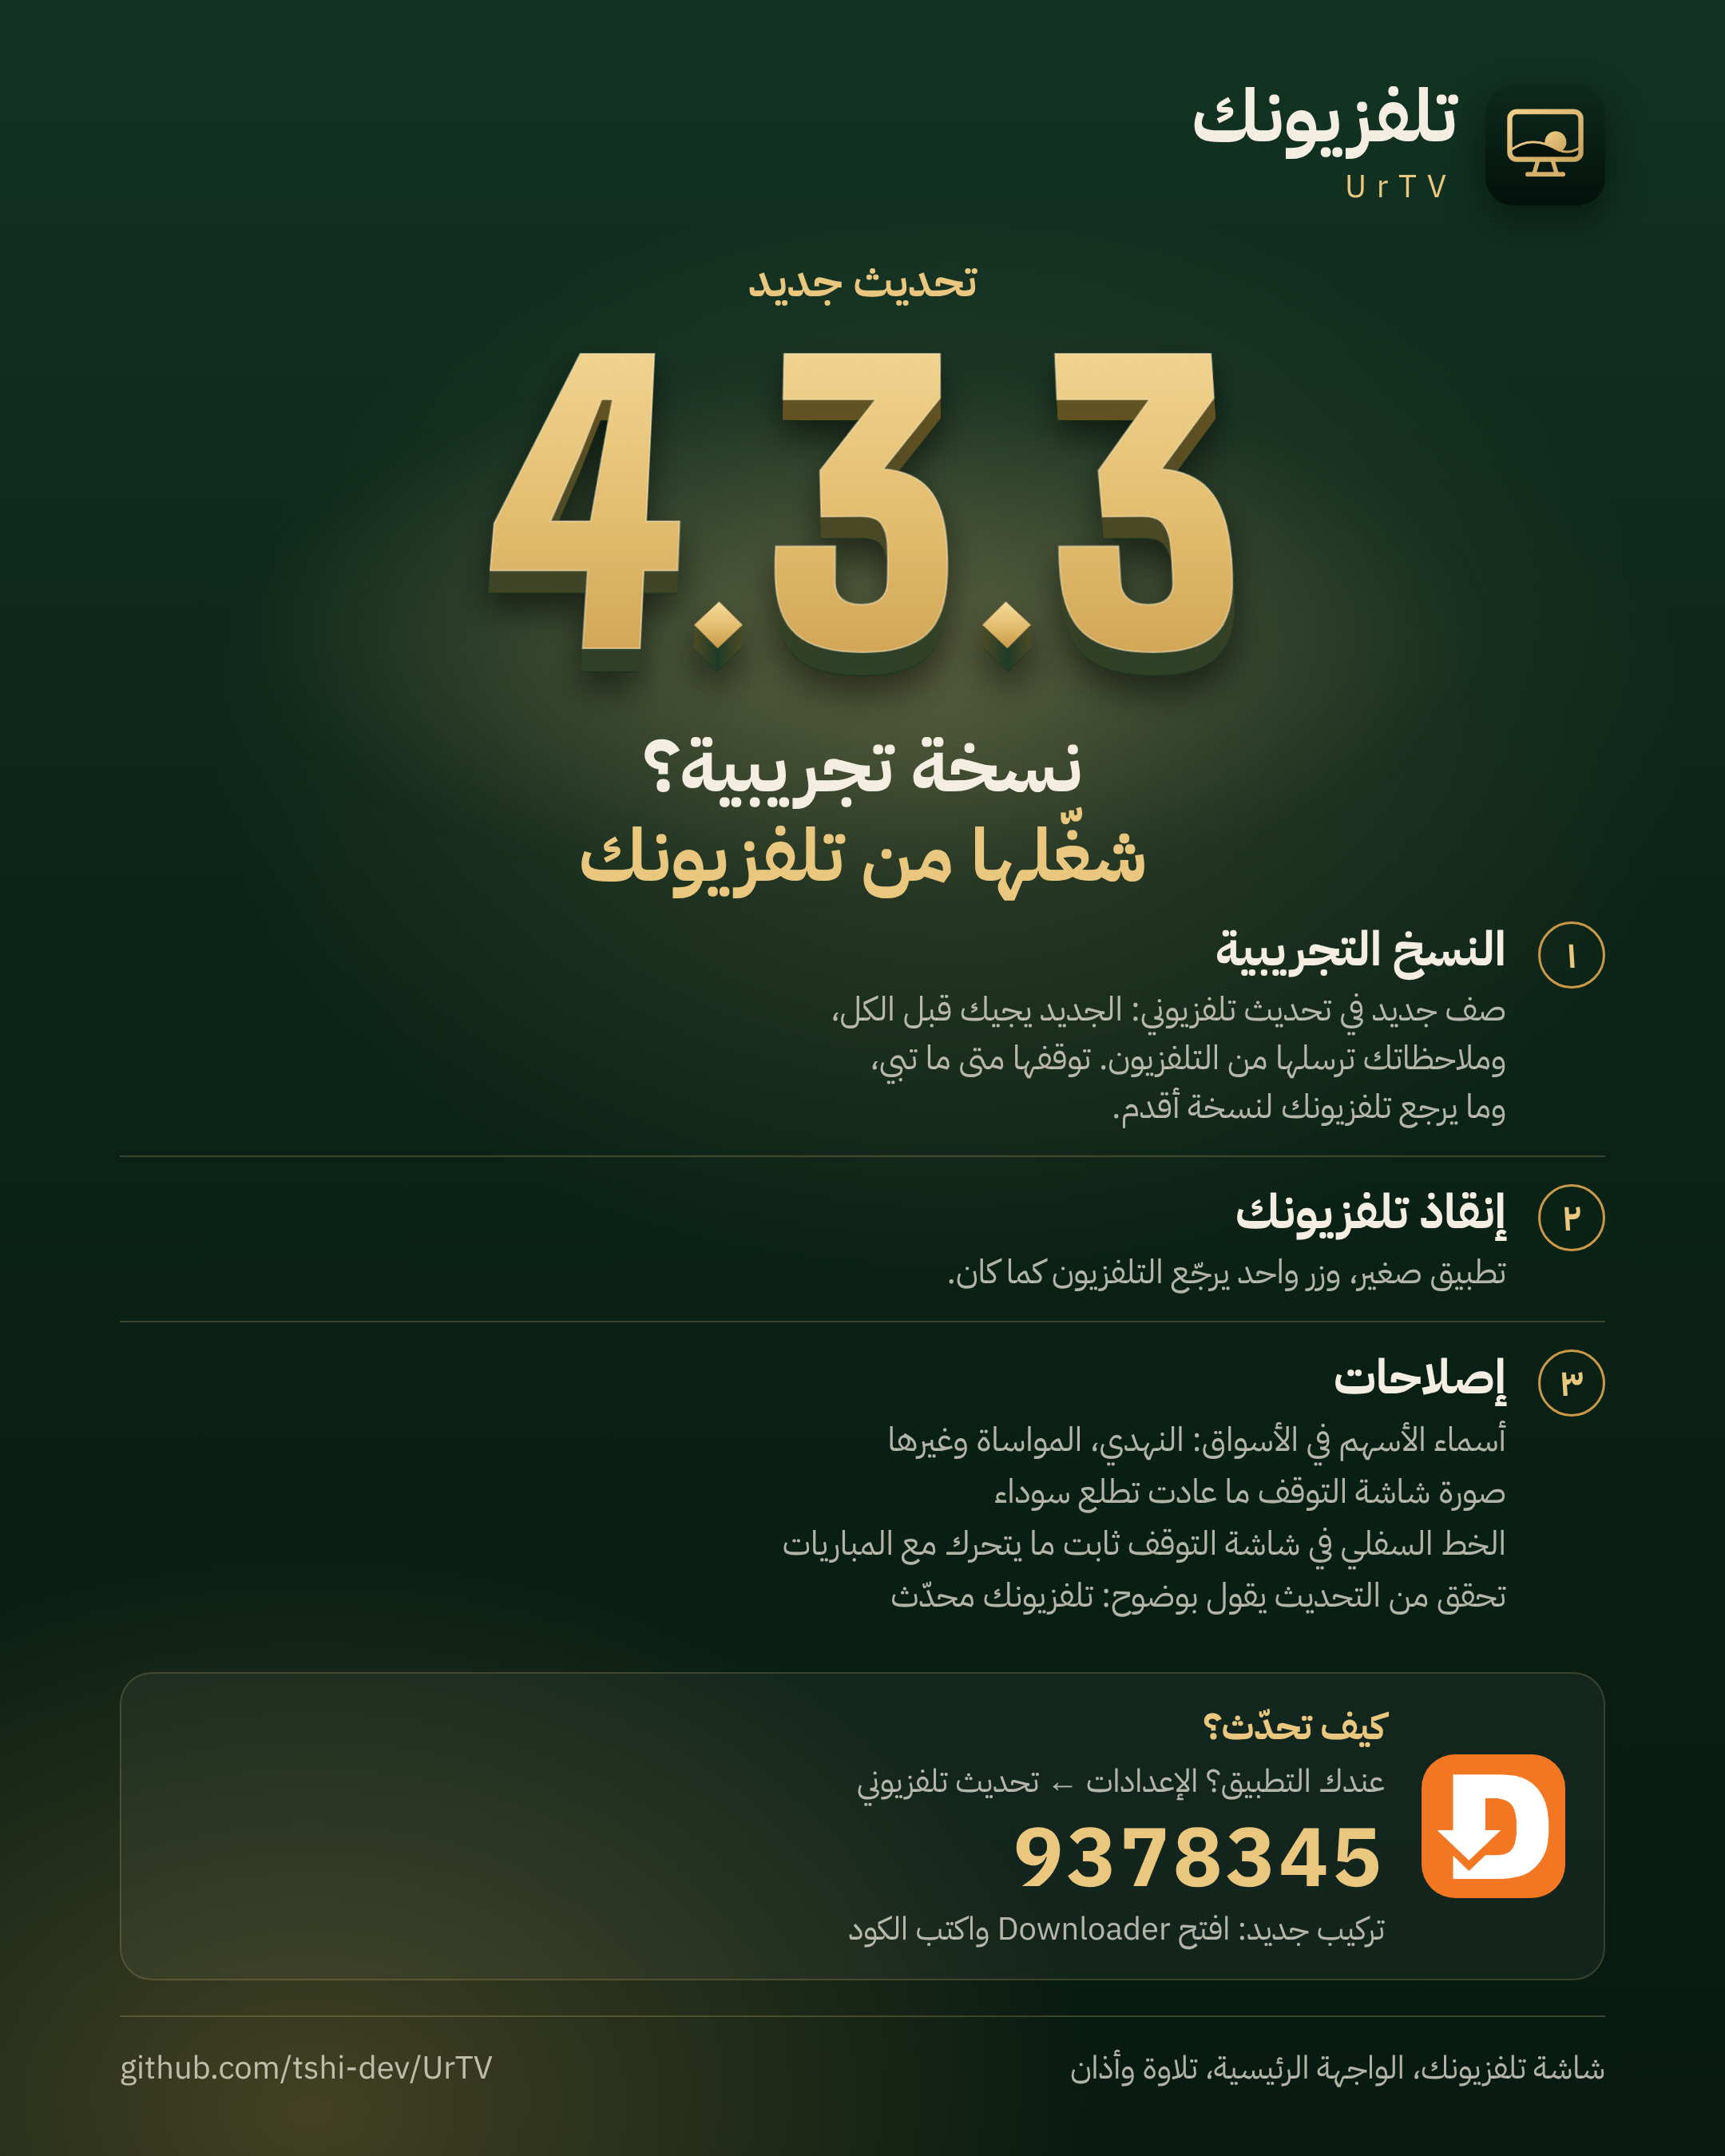 تلفزيونك
UrTV
تحديث جديد
4.3.3
نسخة تجريبية؟
شغّلها من تلفزيونك
١
النسخ التجريبية
صف جديد في تحديث تلفزيوني: الجديد يجيك قبل الكل،
وملاحظاتك ترسلها من التلفزيون. توقفها متى ما تبي،
وما يرجع تلفزيونك لنسخة أقدم.
٢
إنقاذ تلفزيونك
تطبيق صغير، وزر واحد يرجّع التلفزيون كما كان.
٣
إصلاحات
أسماء الأسهم في الأسواق: النهدي، المواساة وغيرها
صورة شاشة التوقف ما عادت تطلع سوداء
الخط السفلي في شاشة التوقف ثابت ما يتحرك مع المباريات
تحقق من التحديث يقول بوضوح: تلفزيونك محدّث
كيف تحدّث؟
عندك التطبيق؟ الإعدادات ← تحديث تلفزيوني
9378345
تركيب جديد: افتح Downloader واكتب الكود
شاشة تلفزيونك، الواجهة الرئيسية، تلاوة وأذان
github.com/tshi-dev/UrTV